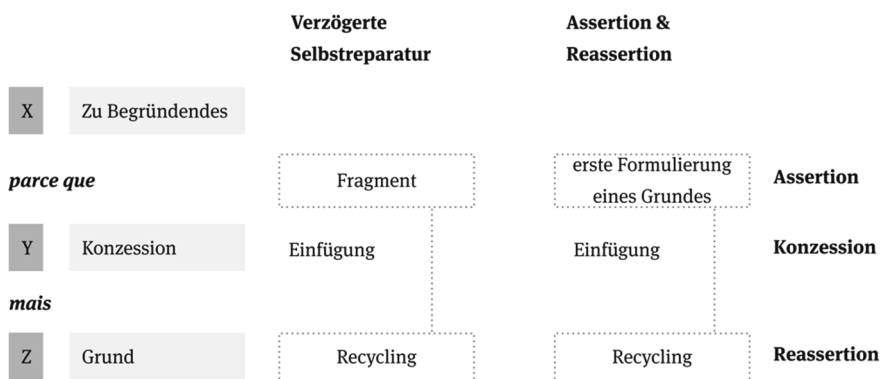 Verzögerte Selbstreparatur
Assertion & Reassertion
X Zu Begründendes
parce que Fragment erste Formulierung eines Grundes Assertion
Y Konzession Einfügung Einfügung Konzession
mais
Z Grund Recycling Recycling Reassertion